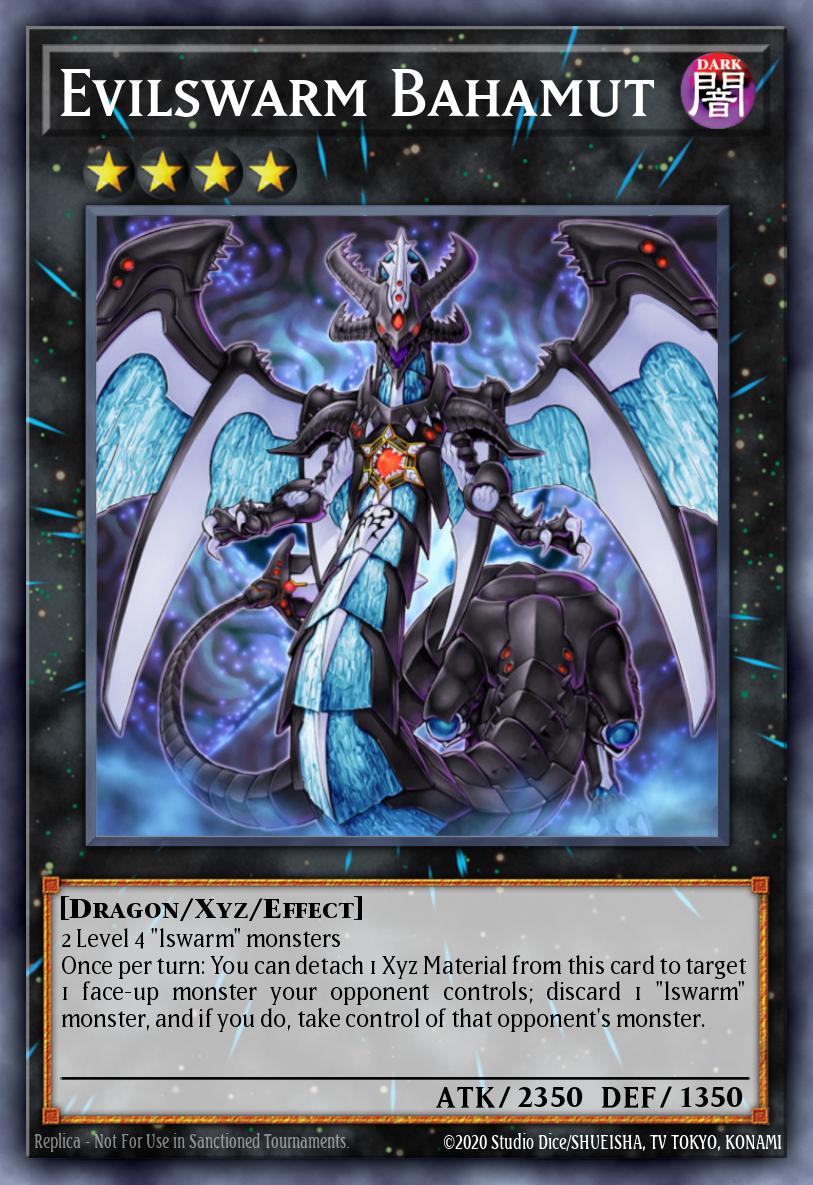 Evilswarm Bahamut
DARK
闇
[Dragon/Xyz/Effect]
2 Level 4 "lswarm" monsters
Once per turn: You can detach 1 Xyz Material from this card to target
1 face-up monster your opponent controls; discard 1 "lswarm"
monster, and if you do, take control of that opponent's monster.
ATK/ 2350 DEF/ 1350
Replica - Not For Use in Sanctioned Tournaments.
©2020 Studio Dice/SHUEISHA, TV TOKYO, KONAMI